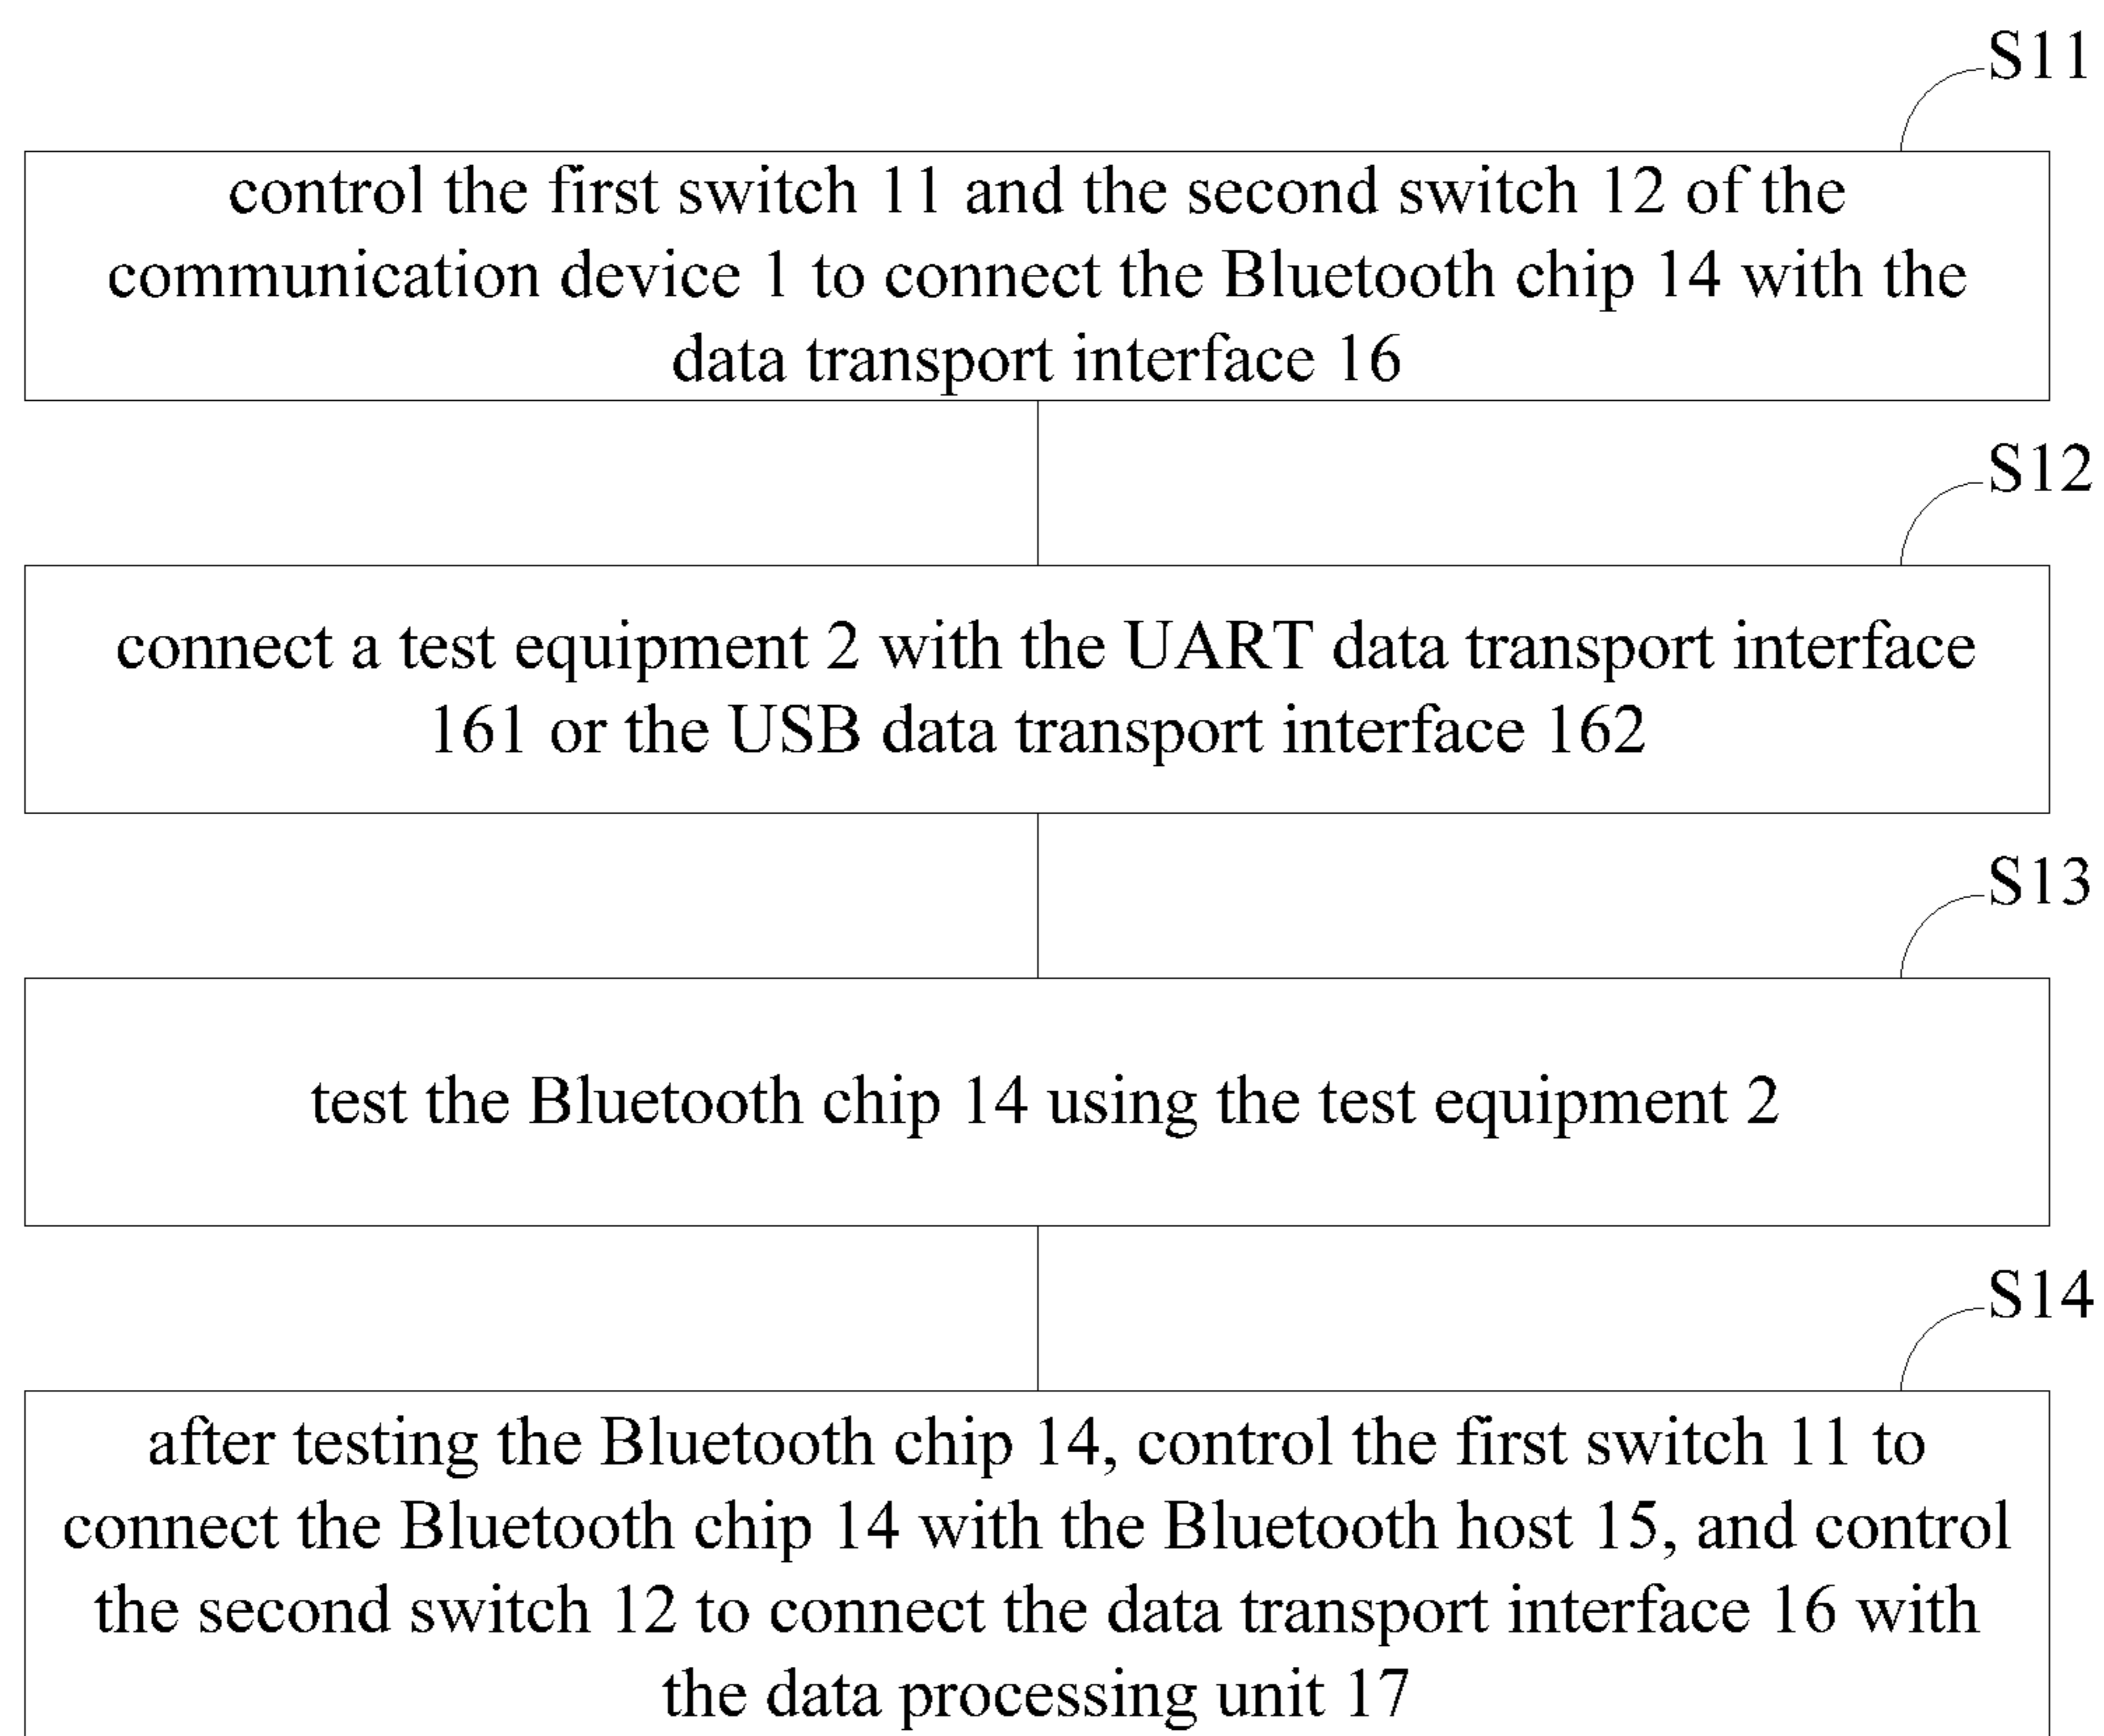 S11
control the first switch 11 and the second switch 12 of the
communication device 1 to connect the Bluetooth chip 14 with the
data transport interface 16
S12
connect a test equipment 2 with the UART data transport interface
161 or the USB data transport interface 162
S13
test the Bluetooth chip 14 using the test equipment 2
S14
after testing the Bluetooth chip 14, control the first switch 11 to
connect the Bluetooth chip 14 with the Bluetooth host 15, and control
the second switch 12 to connect the data transport interface 16 with
the data processing unit 17